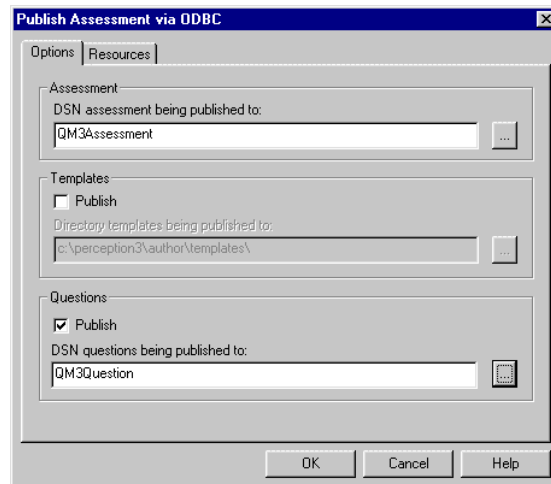 Publish Assessment via ODBC
Options Resources
Assessment
DSN assessment being published to:
QM3Assessment ...
Templates
Publish
Directory templates being published to:
c:\perception3\author\templates\ ...
Questions
Publish
DSN questions being published to:
QM3Question ...
OK Cancel Help